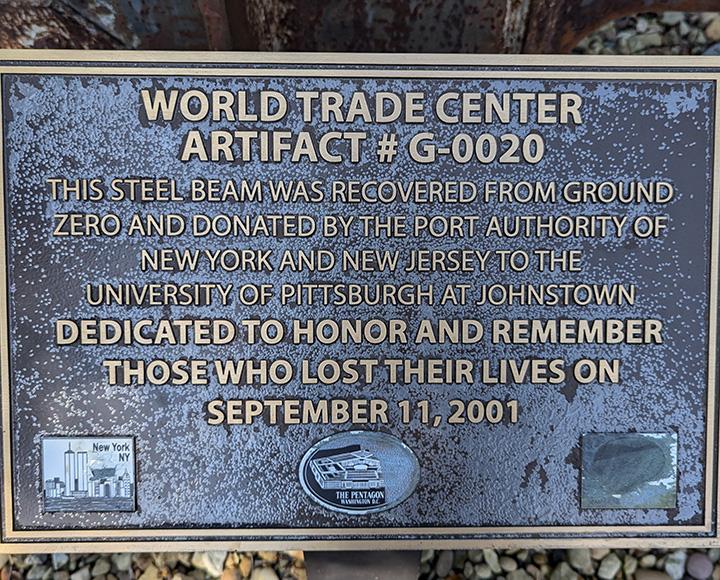 WORLD TRADE CENTER
ARTIFACT # G-0020
THIS STEEL BEAM WAS RECOVERED FROM GROUND
ZERO AND DONATED BY THE PORT AUTHORITY OF
NEW YORK AND NEW JERSEY TO THE
UNIVERSITY OF PITTSBURGH AT JOHNSTOWN
DEDICATED TO HONOR AND REMEMBER
THOSE WHO LOST THEIR LIVES ON
SEPTEMBER 11, 2001
New York
NY
THE PENTAGON
WASHINGTON D.C.